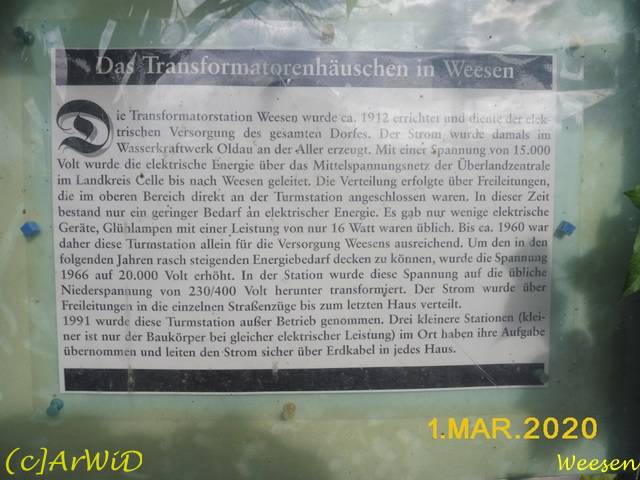 Das Transformatorenhäuschen in Weesen
Die Transformatorstation Weesen wurde ca. 1912 errichtet und diente der elek-
trischen Versorgung des gesamten Dorfes. Der Strom wurde damals im
Wasserkraftwerk Oldau an der Aller erzeugt. Mit einer Spannung von 15.000
Volt wurde die elektrische Energie über das Mittelspannungsnetz der Überlandzentrale
im Landkreis Celle bis nach Weesen geleitet. Die Verteilung erfolgte über Freileitungen,
die im oberen Bereich direkt an der Turmstation angeschlossen waren. In dieser Zeit
bestand nur ein geringer Bedarf an elektrischer Energie. Es gab nur wenige elektrische
Geräte, Glühlampen mit einer Leistung von nur 16 Watt waren üblich. Bis ca. 1960 war
daher diese Turmstation allein für die Versorgung Weesens ausreichend. Um den in den
folgenden Jahren rasch steigenden Energiebedarf decken zu können, wurde die Spannung
1966 auf 20.000 Volt erhöht. In der Station wurde diese Spannung auf die übliche
Niederspannung von 230/400 Volt herunter transformiert. Der Strom wurde über
Freileitungen in die einzelnen Straßenzüge bis zum letzten Haus verteilt.
1991 wurde diese Turmstation außer Betrieb genommen. Drei kleinere Stationen (klei-
ner ist nur der Baukörper bei gleicher elektrischer Leistung) im Ort haben ihre Aufgabe
übernommen und leiten den Strom sicher über Erdkabel in jedes Haus.
1.MAR.2020
(c)ArWiD
Weesen